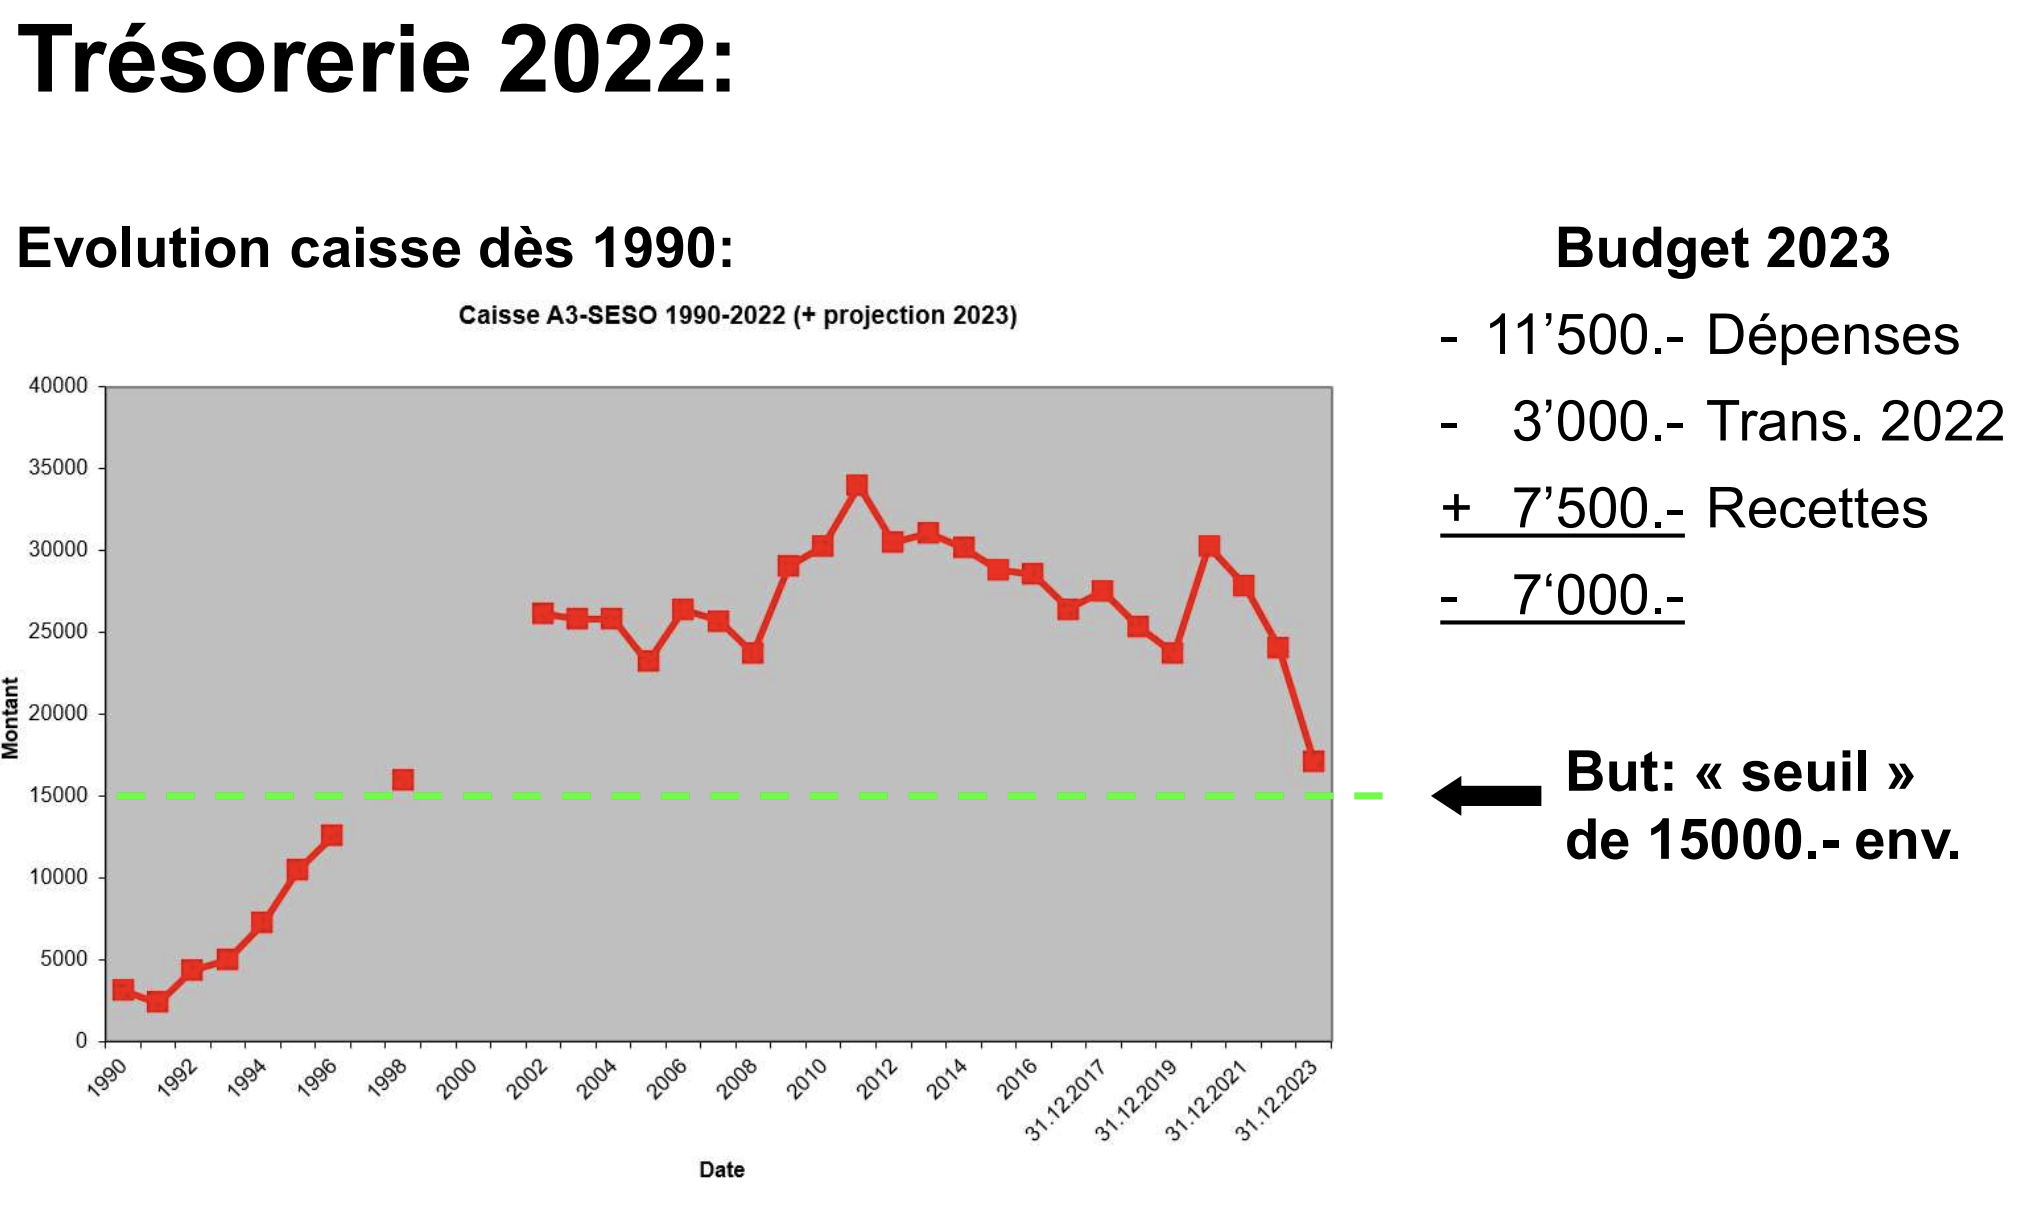 Trésorerie 2022:
Evolution caisse dès 1990:
Caisse A3-SESO 1990-2022 (+ projection 2023)
40000
35000
30000
25000
20000
15000
10000
5000
0
Montant
1990 1992 1994 1996 1998 2000 2002 2004 2006 2008 2010 2012 2014 2016 31.12.2017 31.12.2019 31.12.2021 31.12.2023
Date
Budget 2023
- 11’500.- Dépenses
- 3’000.- Trans. 2022
+ 7’500.- Recettes
- 7‘000.-
But: « seuil »
de 15000.- env.